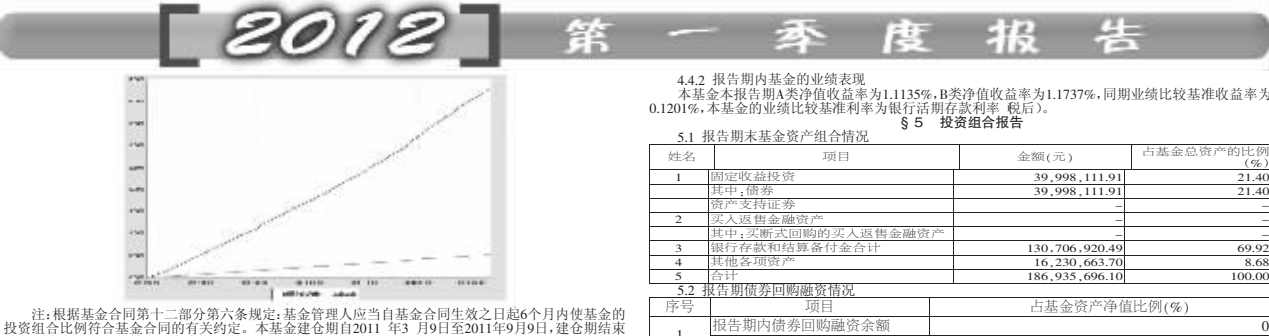 2012 第一季度报告
注:根据基金合同第十二部分第六条规定:基金管理人应当自基金合同生效之日起6个月内使基金的
投资组合比例符合基金合同的有关约定。本基金建仓期自2011 年3 月9日至2011年9月9日,建仓期结束
4.4.2 报告期内基金的业绩表现
本基金本报告期A类净值收益率为1.1135%,B类净值收益率为1.1737%,同期业绩比较基准收益率为
0.1201%,本基金的业绩比较基准利率为银行活期存款利率 税后)。
§5 投资组合报告
5.1 报告期末基金资产组合情况
姓名 项目 金额(元) 占基金总资产的比例
(%)
1 固定收益投资 39,998,111.91 21.40
其中:债券 39,998,111.91 21.40
资产支持证券 – –
2 买入返售金融资产 – –
其中:买断式回购的买入返售金融资产 – –
3 银行存款和结算备付金合计 130,706,920.49 69.92
4 其他各项资产 16,230,663.70 8.68
5 合计 186,935,696.10 100.00
5.2 报告期债券回购融资情况
序号 项目 占基金资产净值比例(%)
1 报告期内债券回购融资余额 0